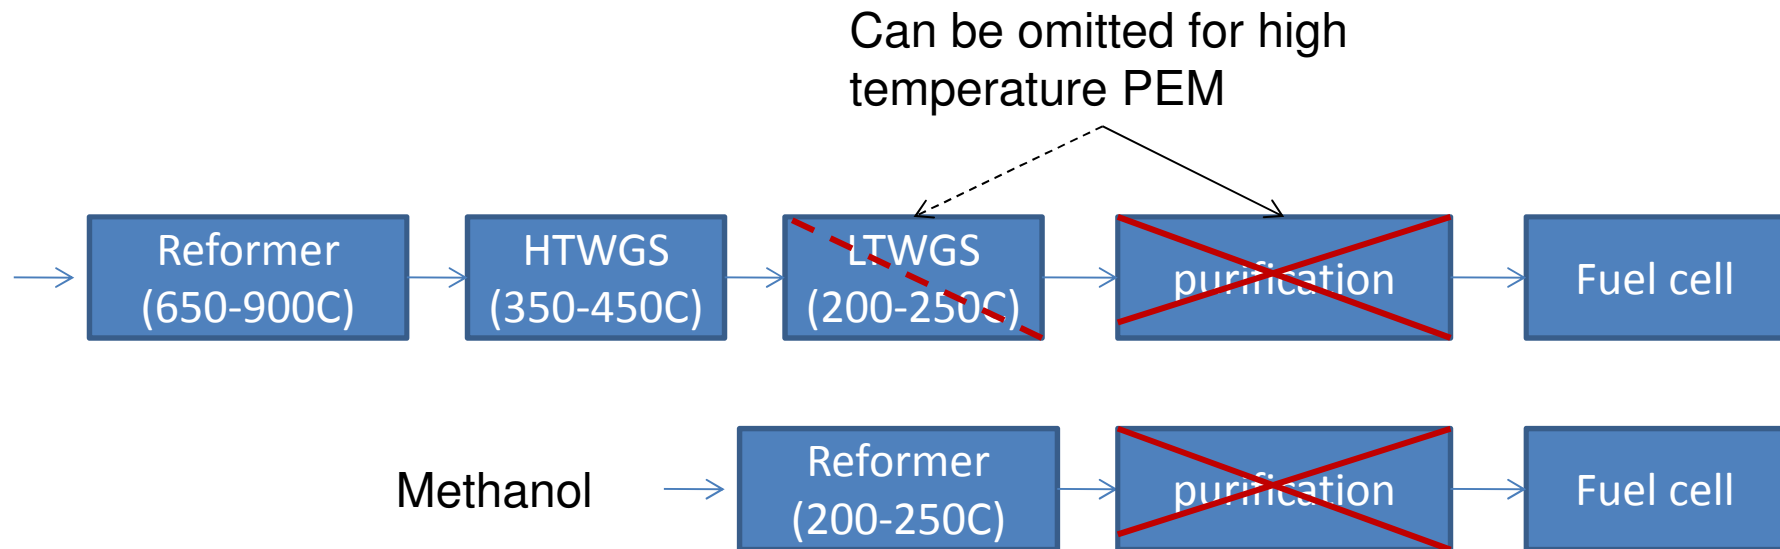 Can be omitted for high
temperature PEM
Reformer
(650-900C)
HTWGS
(350-450C)
LTWGS
(200-250C)
purification
Fuel cell
Methanol
Reformer
(200-250C)
purification
Fuel cell